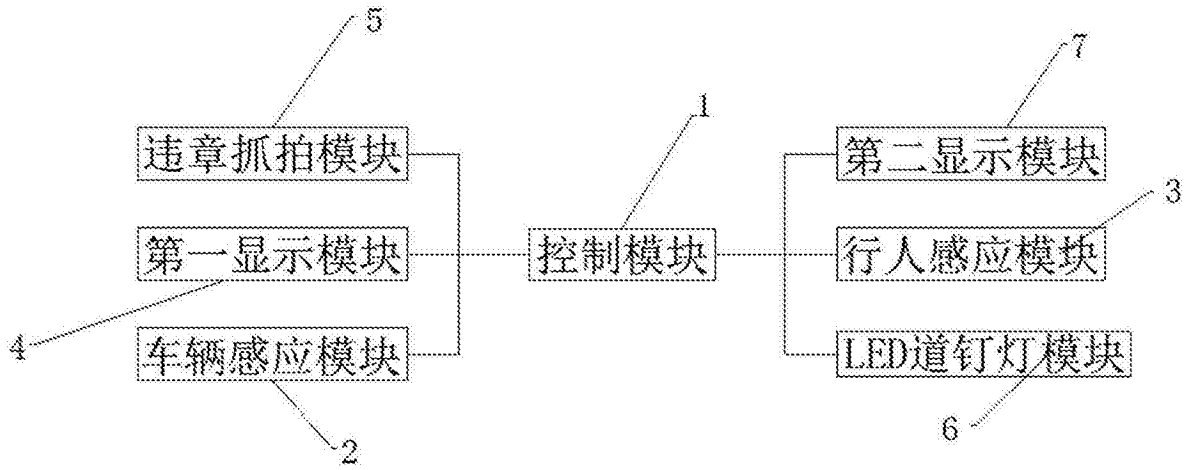 5
7
1
违章抓拍模块
第二显示模块
3
第一显示模块
控制模块
行人感应模块
4
车辆感应模块
LED道钉灯模块
2
6